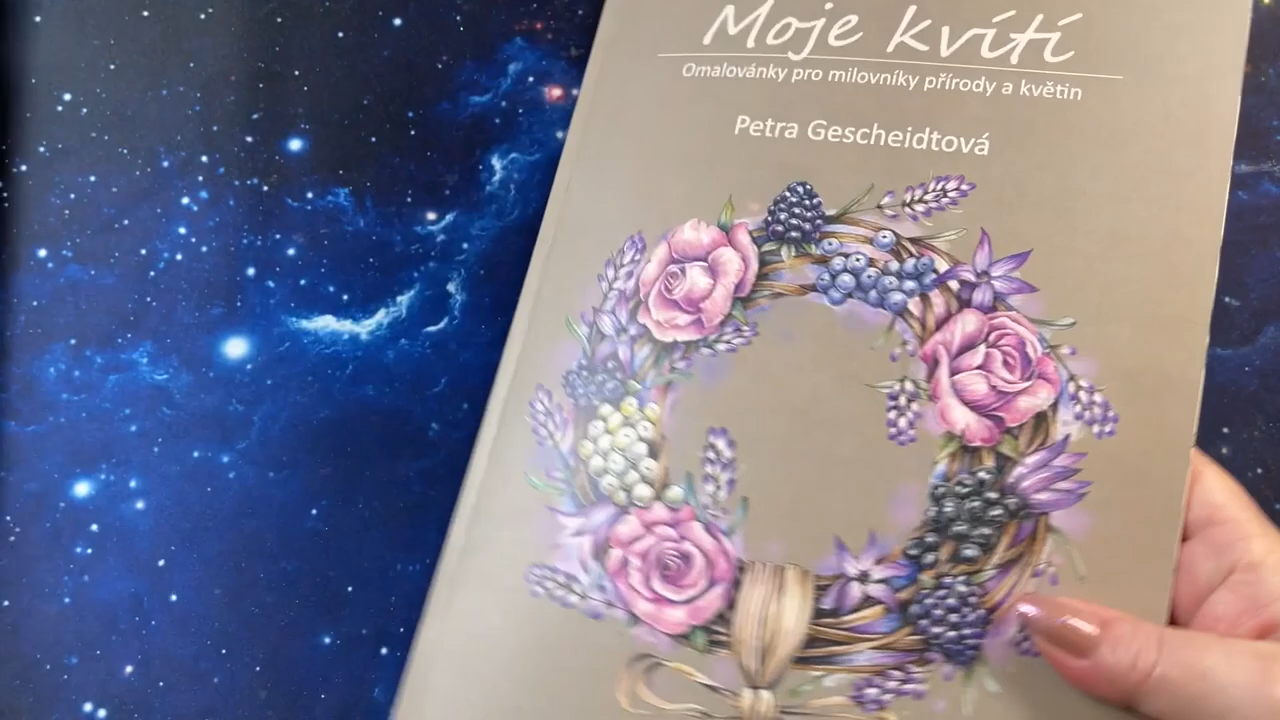 Moje kvítí
Omalovánky pro milovníky přírody a květin
Petra Gescheidtová